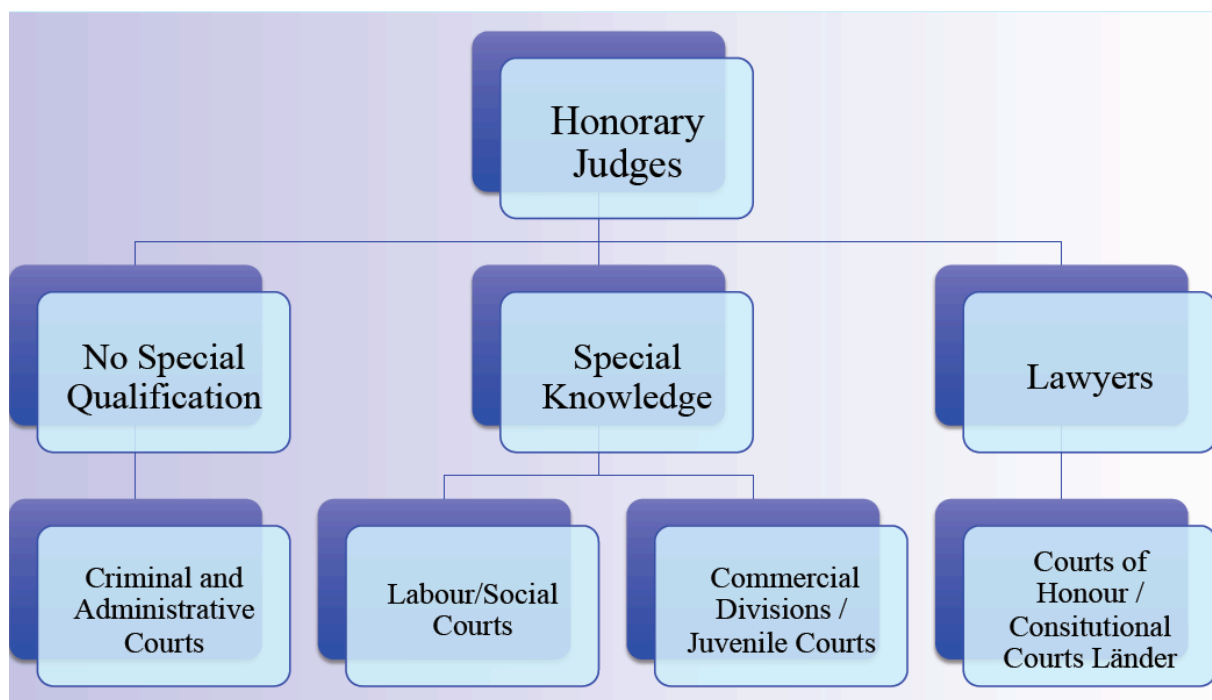 Honorary
Judges
No Special
Qualification
Special
Knowledge
Lawyers
Criminal and
Administrative
Courts
Labour/Social
Courts
Commercial
Divisions /
Juvenile Courts
Courts of
Honour /
Consitutional
Courts Länder